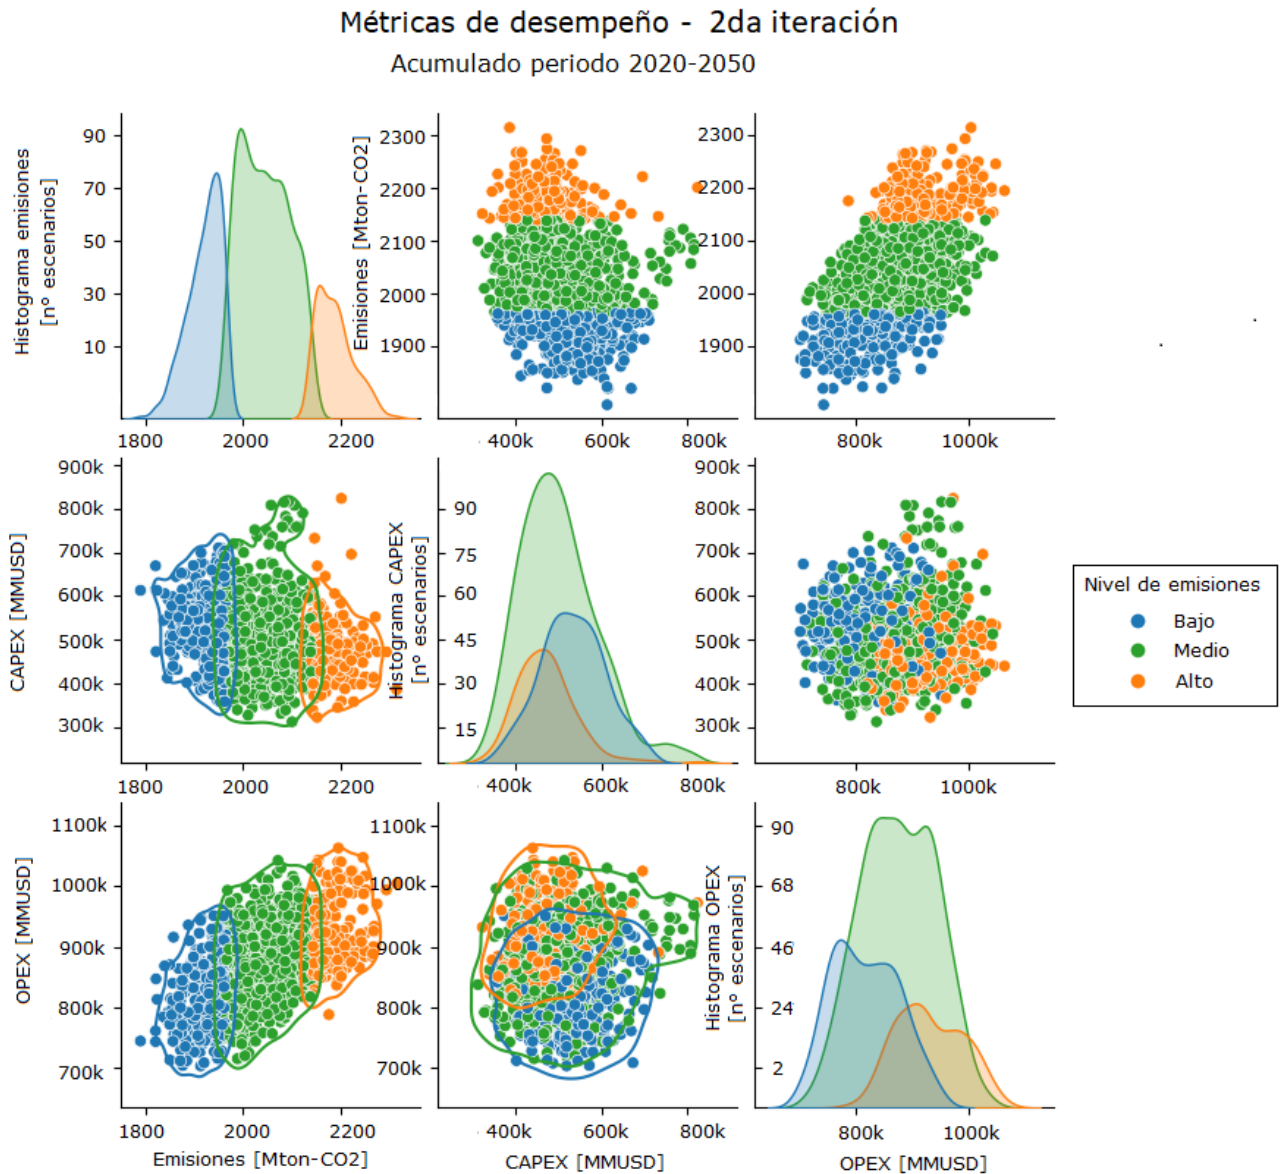 Métricas de desempeño - 2da iteración
Acumulado periodo 2020-2050
Histograma emisiones
[n° escenarios]
90
70
50
30
10
1800 2000 2200
Emisiones [Mton-CO2]
2300
2200
2100
2000
1900
400k 600k 800k
2300
2200
2100
2000
1900
800k 1000k
CAPEX [MMUSD]
900k
800k
700k
600k
500k
400k
300k
1800 2000 2200
Histograma CAPEX
[n° escenarios]
90
75
60
45
30
15
400k 600k 800k
900k
800k
700k
600k
500k
400k
300k
800k 1000k
Nivel de emisiones
Bajo
Medio
Alto
OPEX [MMUSD]
1100k
1000k
900k
800k
700k
1800 2000 2200
Emisiones [Mton-CO2]
1100k
1000k
900k
800k
700k
400k 600k 800k
CAPEX [MMUSD]
Histograma OPEX
[n° escenarios]
90
68
46
24
2
800k 1000k
OPEX [MMUSD]